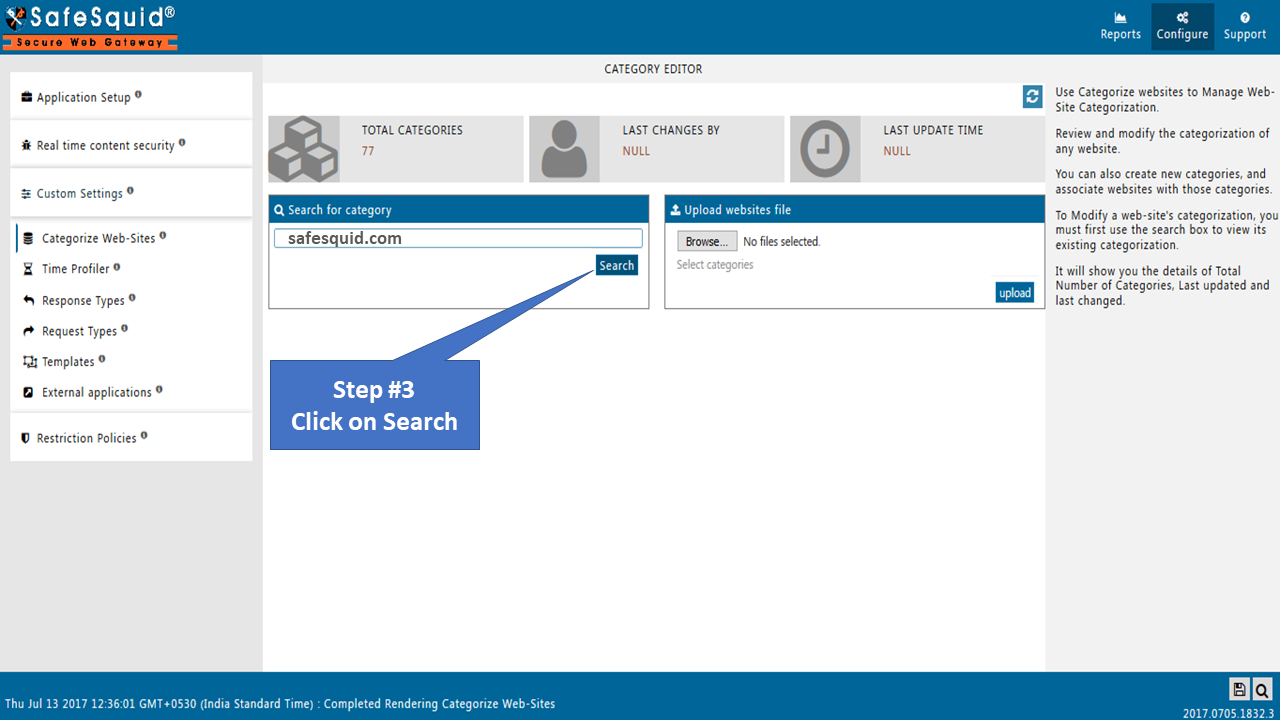 SafeSquid®
Secure Web Gateway
Reports
Configure
Support
Application Setup
Real time content security
Custom Settings
Categorize Web-Sites
Time Profiler
Response Types
Request Types
Templates
External applications
Restriction Policies
CATEGORY EDITOR
TOTAL CATEGORIES
77
LAST CHANGES BY
NULL
LAST UPDATE TIME
NULL
Search for category
safesquid.com
Search
Upload websites file
Browse... No files selected.
Select categories
upload
Step #3
Click on Search
Use Categorize websites to Manage Web-
Site Categorization.
Review and modify the categorization of
any website.
You can also create new categories, and
associate websites with those categories.
To Modify a web-site's categorization, you
must first use the search box to view its
existing categorization.
It will show you the details of Total
Number of Categories, Last updated and
last changed.
Thu Jul 13 2017 12:36:01 GMT+0530 (India Standard Time) : Completed Rendering Categorize Web-Sites
2017.0705.1832.3